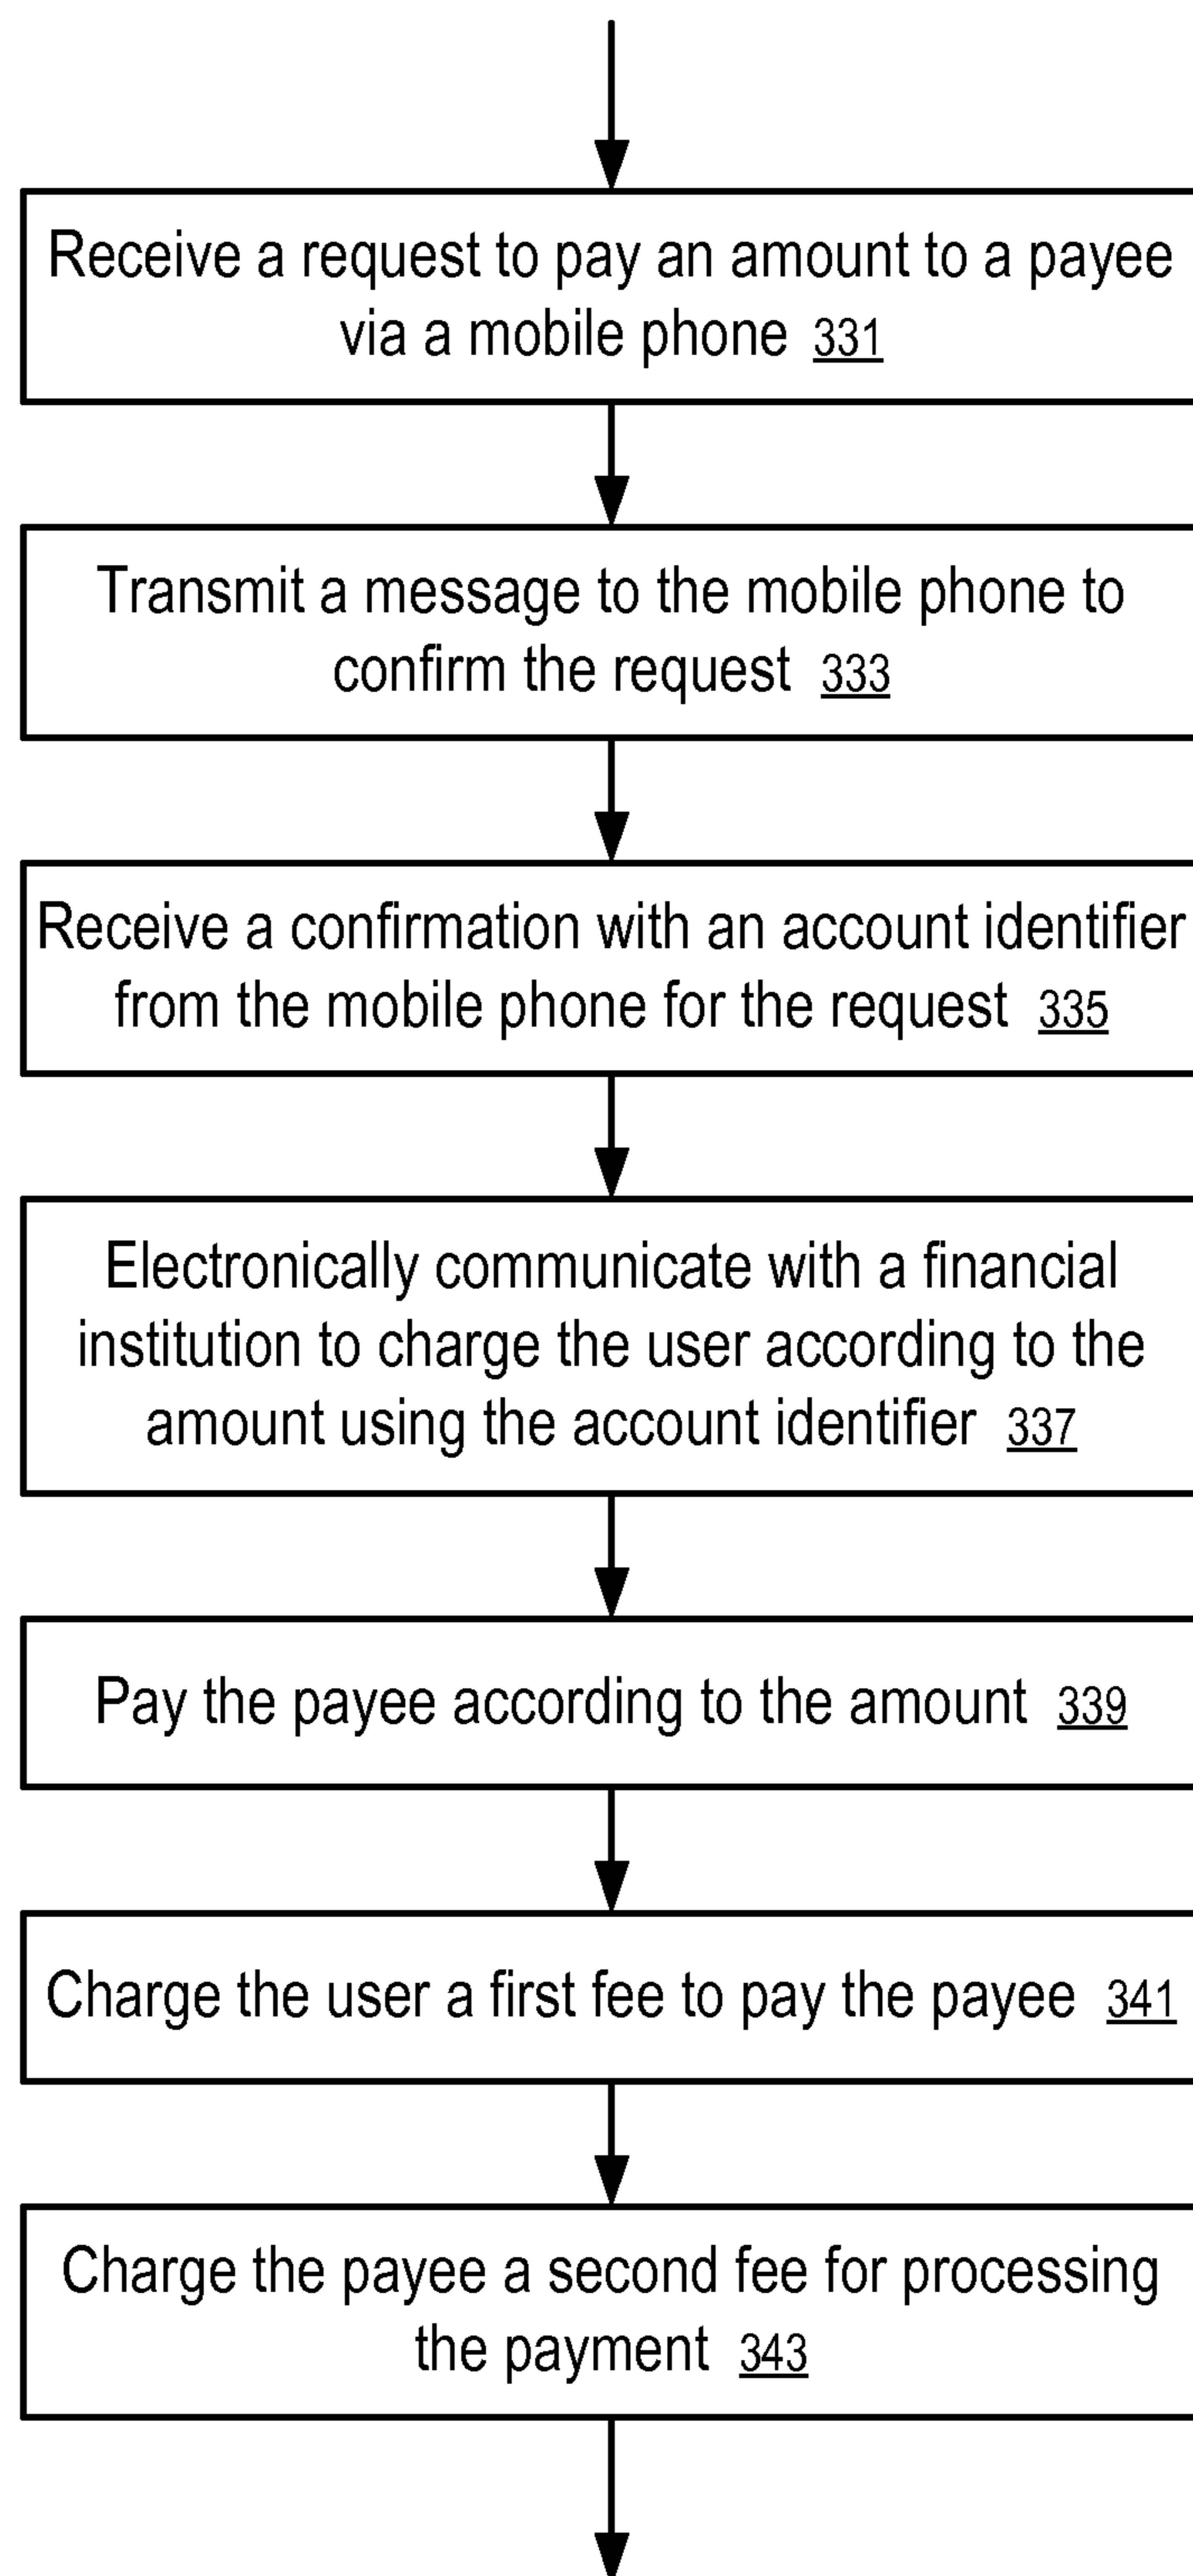 Receive a request to pay an amount to a payee
via a mobile phone 331
Transmit a message to the mobile phone to
confirm the request 333
Receive a confirmation with an account identifier
from the mobile phone for the request 335
Electronically communicate with a financial
institution to charge the user according to the
amount using the account identifier 337
Pay the payee according to the amount 339
Charge the user a first fee to pay the payee 341
Charge the payee a second fee for processing
the payment 343